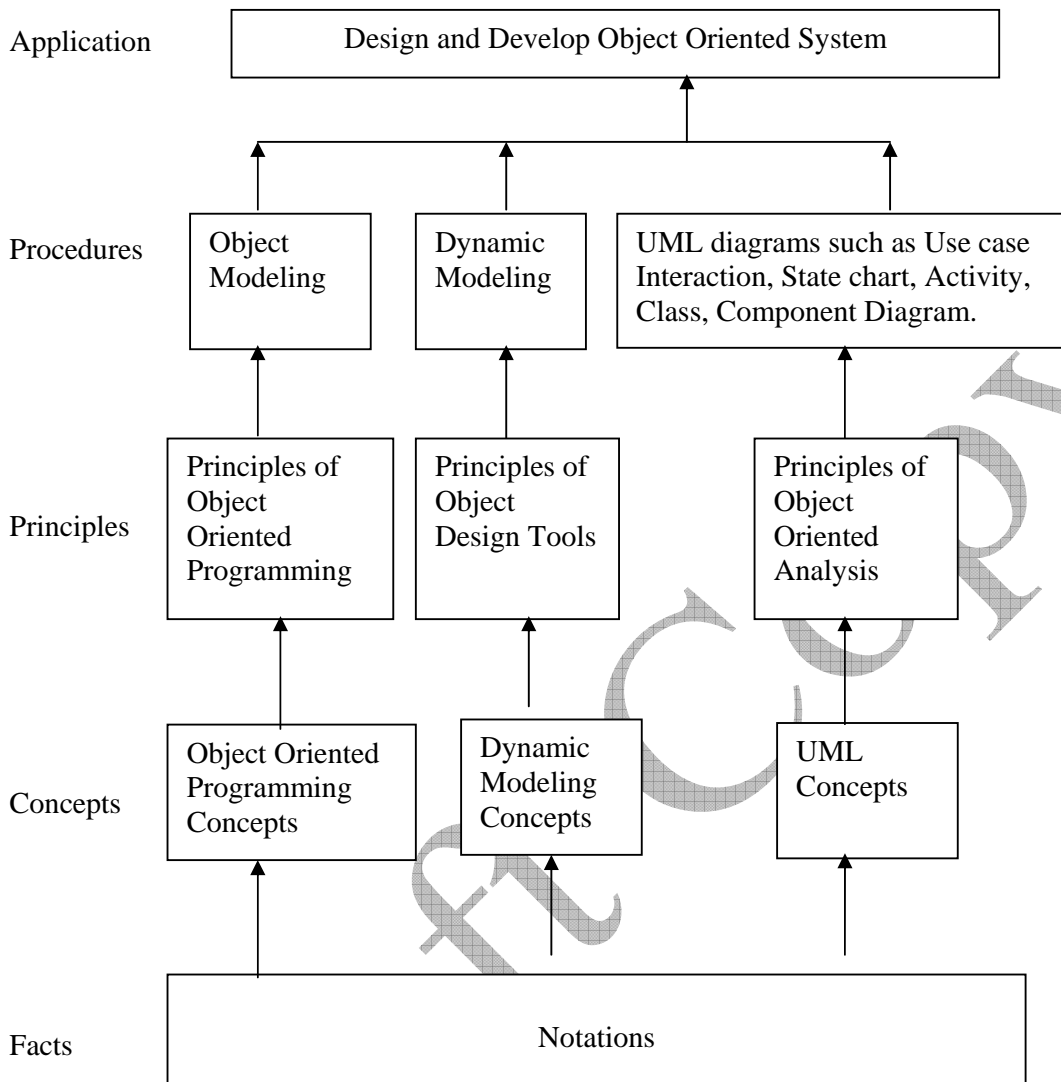 Application
Design and Develop Object Oriented System
Procedures
Object
Modeling
Dynamic
Modeling
UML diagrams such as Use case
Interaction, State chart, Activity,
Class, Component Diagram.
Principles
Principles of
Object
Oriented
Programming
Principles of
Object
Design Tools
Principles of
Object
Oriented
Analysis
Concepts
Object Oriented
Programming
Concepts
Dynamic
Modeling
Concepts
UML
Concepts
Facts
Notations